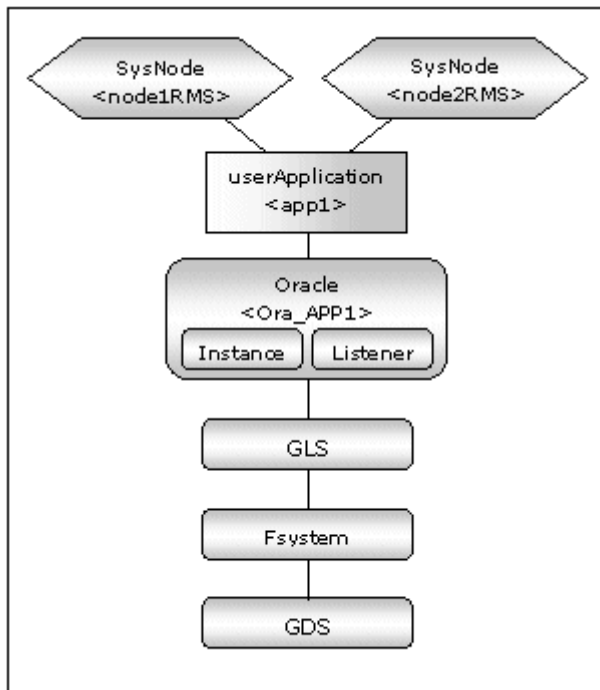 SysNode
<node1RMS>
SysNode
<node2RMS>
userApplication
<app1>
Oracle
<Ora_APP1>
Instance
Listener
GLS
Fsystem
GDS